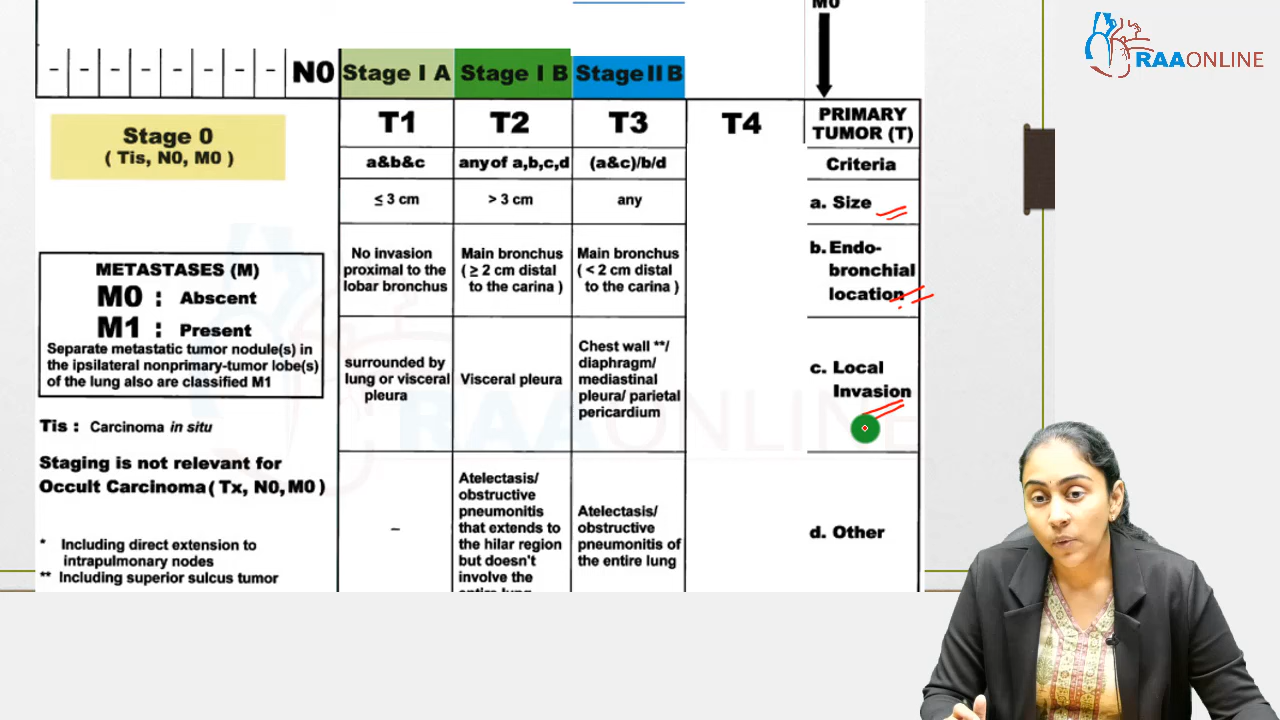 M0
RAAONLINE
- - - - - - - - N0 Stage I A Stage I B Stage II B
Stage 0
( Tis, N0, M0 )
T1 T2 T3 T4 PRIMARY
TUMOR (T)
a&b&c any of a,b,c,d (a&c)/b/d Criteria
≤ 3 cm > 3 cm any a. Size
No invasion
proximal to the
lobar bronchus
Main bronchus
( ≥ 2 cm distal
to the carina )
Main bronchus
( < 2 cm distal
to the carina )
b. Endo-
bronchial
location
surrounded by
lung or visceral
pleura
Visceral pleura
Chest wall **/
diaphragm/
mediastinal
pleura/ parietal
pericardium
c. Local
Invasion
-
Atelectasis/
obstructive
pneumonitis
that extends to
the hilar region
but doesn't
involve the
entire lung
Atelectasis/
obstructive
pneumonitis of
the entire lung
d. Other
METASTASES (M)
M0 : Abscent
M1 : Present
Separate metastatic tumor nodule(s) in
the ipsilateral nonprimary-tumor lobe(s)
of the lung also are classified M1
Tis : Carcinoma in situ
Staging is not relevant for
Occult Carcinoma ( Tx, N0, M0 )
* Including direct extension to
intrapulmonary nodes
** Including superior sulcus tumor
RAAONLINE